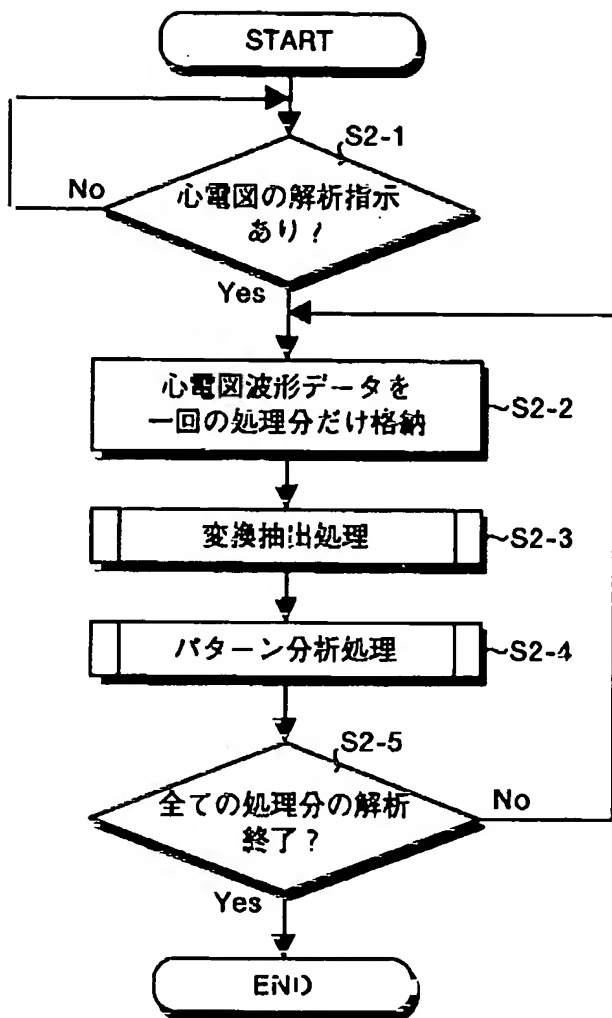 START
S2-1
No
心電図の解析指示
あり？
Yes
心電図波形データを
一回の処理分だけ格納
S2-2
変換抽出処理
S2-3
パターン分析処理
S2-4
S2-5
全ての処理分の解析
終了？
No
Yes
END